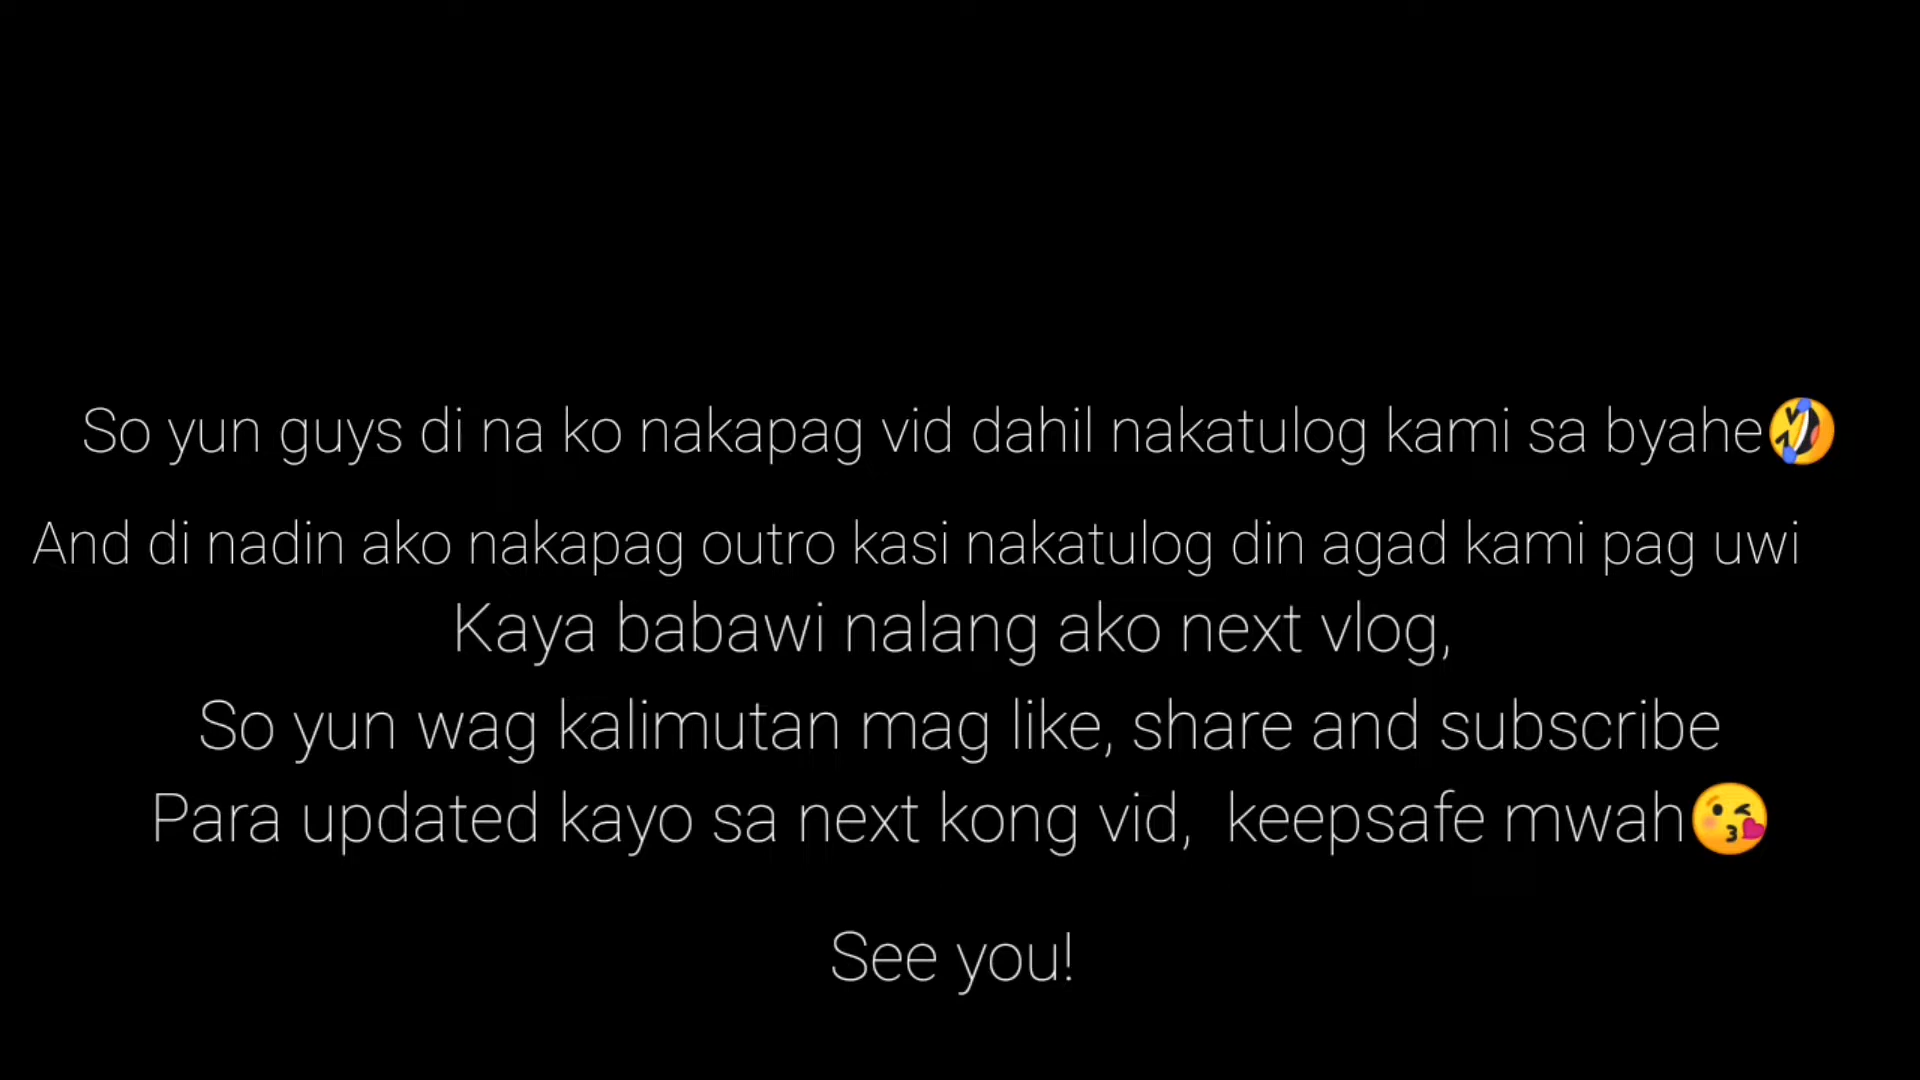 So yun guys di na ko nakapag vid dahil nakatulog kami sa byahe🤣
And di nadin ako nakapag outro kasi nakatulog din agad kami pag uwi
Kaya babawi nalang ako next vlog,
So yun wag kalimutan mag like, share and subscribe
Para updated kayo sa next kong vid,  keepsafe mwah😘
See you!